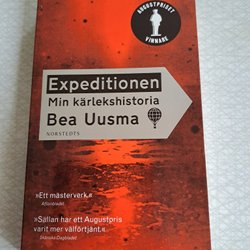 AUGUSTPRISET
VINNARE
Expeditionen
Min kärlekshistoria
Bea Uusma
NORSTEDTS
»Ett mästerverk.«
Aftonbladet
»Sällan har ett Augustpris
varit mer välförtjänt.«
Skånska Dagbladet